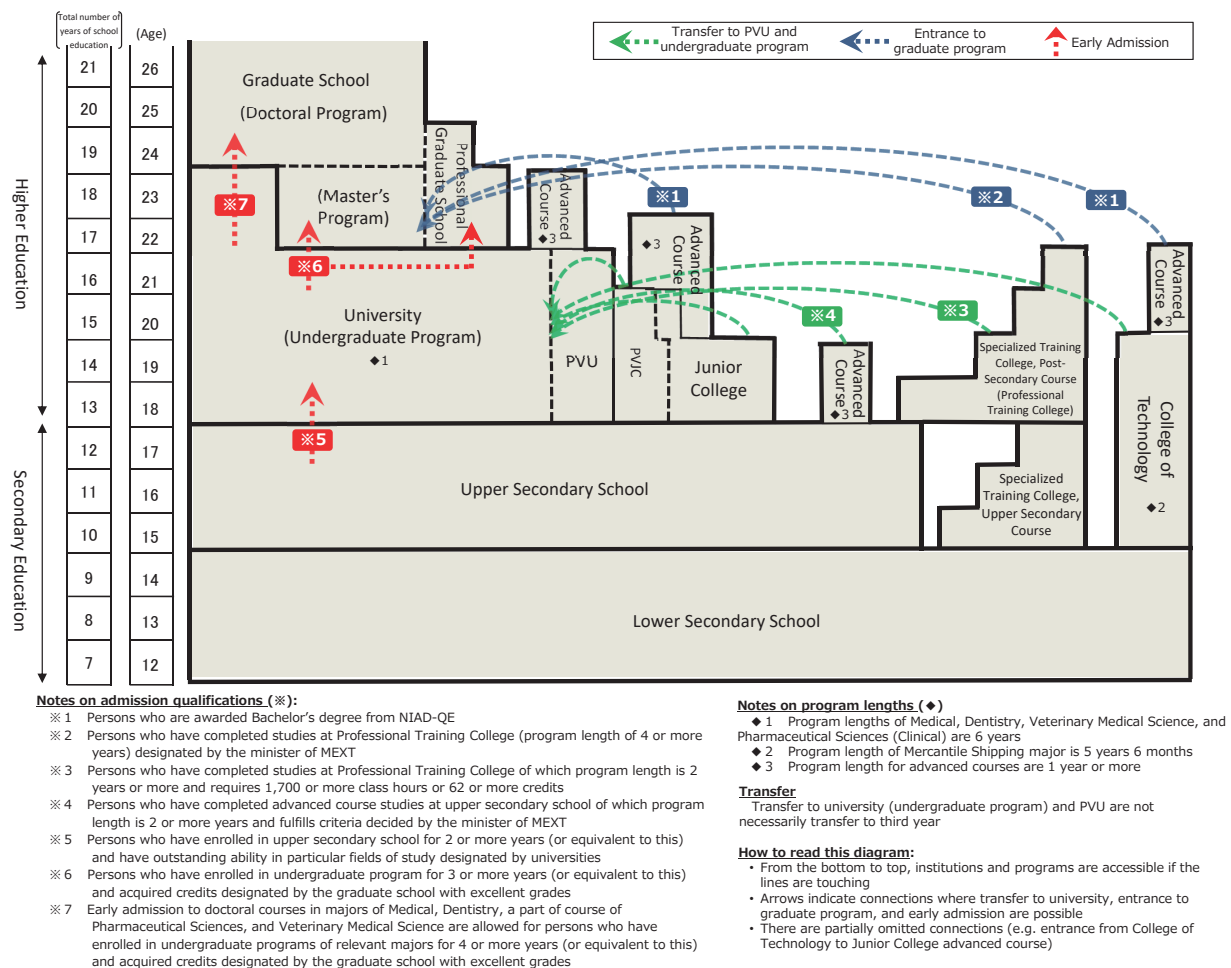 Total number of
years of school
education
(Age)
Transfer to PVU and
undergraduate program
Entrance to
graduate program
Early Admission
Higher Education
Secondary Education
21 26
20 25
19 24
18 23
17 22
16 21
15 20
14 19
13 18
12 17
11 16
10 15
9 14
8 13
7 12
Graduate School
(Doctoral Program)
(Master's
Program)
Professional
Graduate School
※7
※6
※5
Advanced
Course
◆3
Advanced
Course
◆3
※1
※2
※1
※4
※3
University
(Undergraduate Program)
◆1
PVU
PVJC
Junior
College
Advanced
Course
◆3
Specialized Training
College, Post-
Secondary Course
(Professional
Training College)
Advanced
Course
◆3
College of
Technology
◆2
Upper Secondary School
Specialized
Training College,
Upper Secondary
Course
Lower Secondary School
Notes on admission qualifications (※):
※1 Persons who are awarded Bachelor's degree from NIAD-QE
※2 Persons who have completed studies at Professional Training College (program length of 4 or more
years) designated by the minister of MEXT
※3 Persons who have completed studies at Professional Training College of which program length is 2
years or more and requires 1,700 or more class hours or 62 or more credits
※4 Persons who have completed advanced course studies at upper secondary school of which program
length is 2 or more years and fulfills criteria decided by the minister of MEXT
※5 Persons who have enrolled in upper secondary school for 2 or more years (or equivalent to this)
and have outstanding ability in particular fields of study designated by universities
※6 Persons who have enrolled in undergraduate program for 3 or more years (or equivalent to this)
and acquired credits designated by the graduate school with excellent grades
※7 Early admission to doctoral courses in majors of Medical, Dentistry, a part of course of
Pharmaceutical Sciences, and Veterinary Medical Science are allowed for persons who have
enrolled in undergraduate programs of relevant majors for 4 or more years (or equivalent to this)
and acquired credits designated by the graduate school with excellent grades
Notes on program lengths (◆)
◆1 Program lengths of Medical, Dentistry, Veterinary Medical Science, and
Pharmaceutical Sciences (Clinical) are 6 years
◆2 Program length of Mercantile Shipping major is 5 years 6 months
◆3 Program length for advanced courses are 1 year or more
Transfer
Transfer to university (undergraduate program) and PVU are not
necessarily transfer to third year
How to read this diagram:
• From the bottom to top, institutions and programs are accessible if the
lines are touching
• Arrows indicate connections where transfer to university, entrance to
graduate program, and early admission are possible
• There are partially omitted connections (e.g. entrance from College of
Technology to Junior College advanced course)